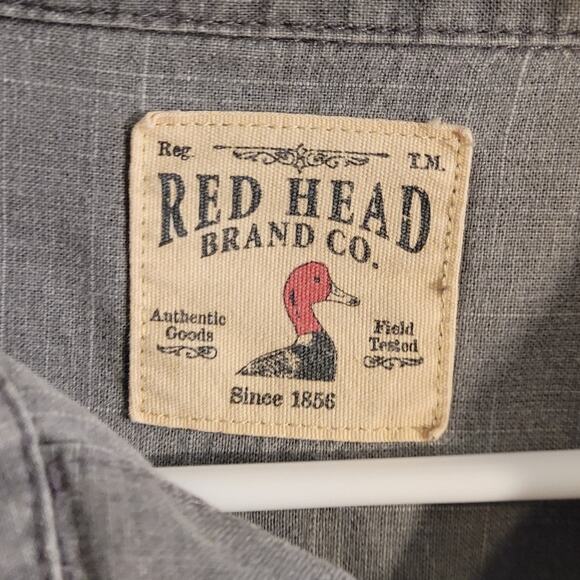 Reg. T.M.
RED HEAD
BRAND CO.
Authentic
Goods
Field
Tested
Since 1856